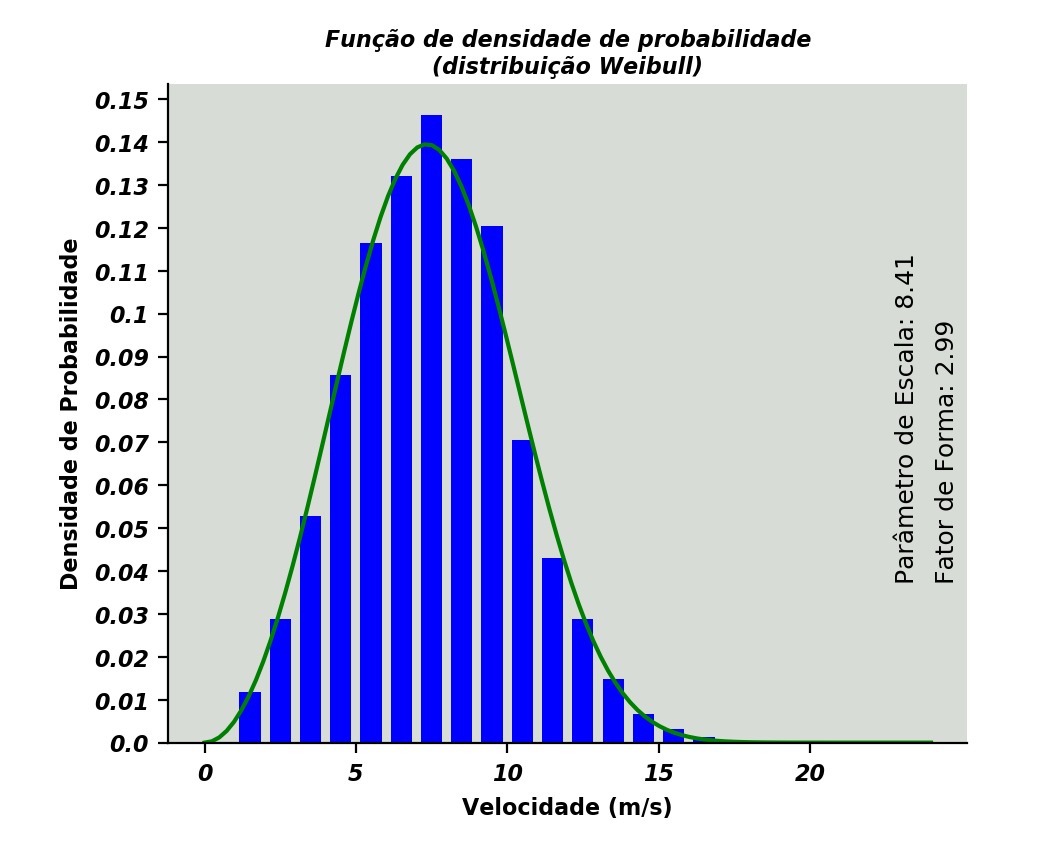 Função de densidade de probabilidade
(distribuição Weibull)
0.15
0.14
0.13
0.12
0.11
0.1
0.09
0.08
0.07
0.06
0.05
0.04
0.03
0.02
0.01
0.0
Densidade de Probabilidade
0 5 10 15 20
Velocidade (m/s)
Parâmetro de Escala: 8.41
Fator de Forma: 2.99